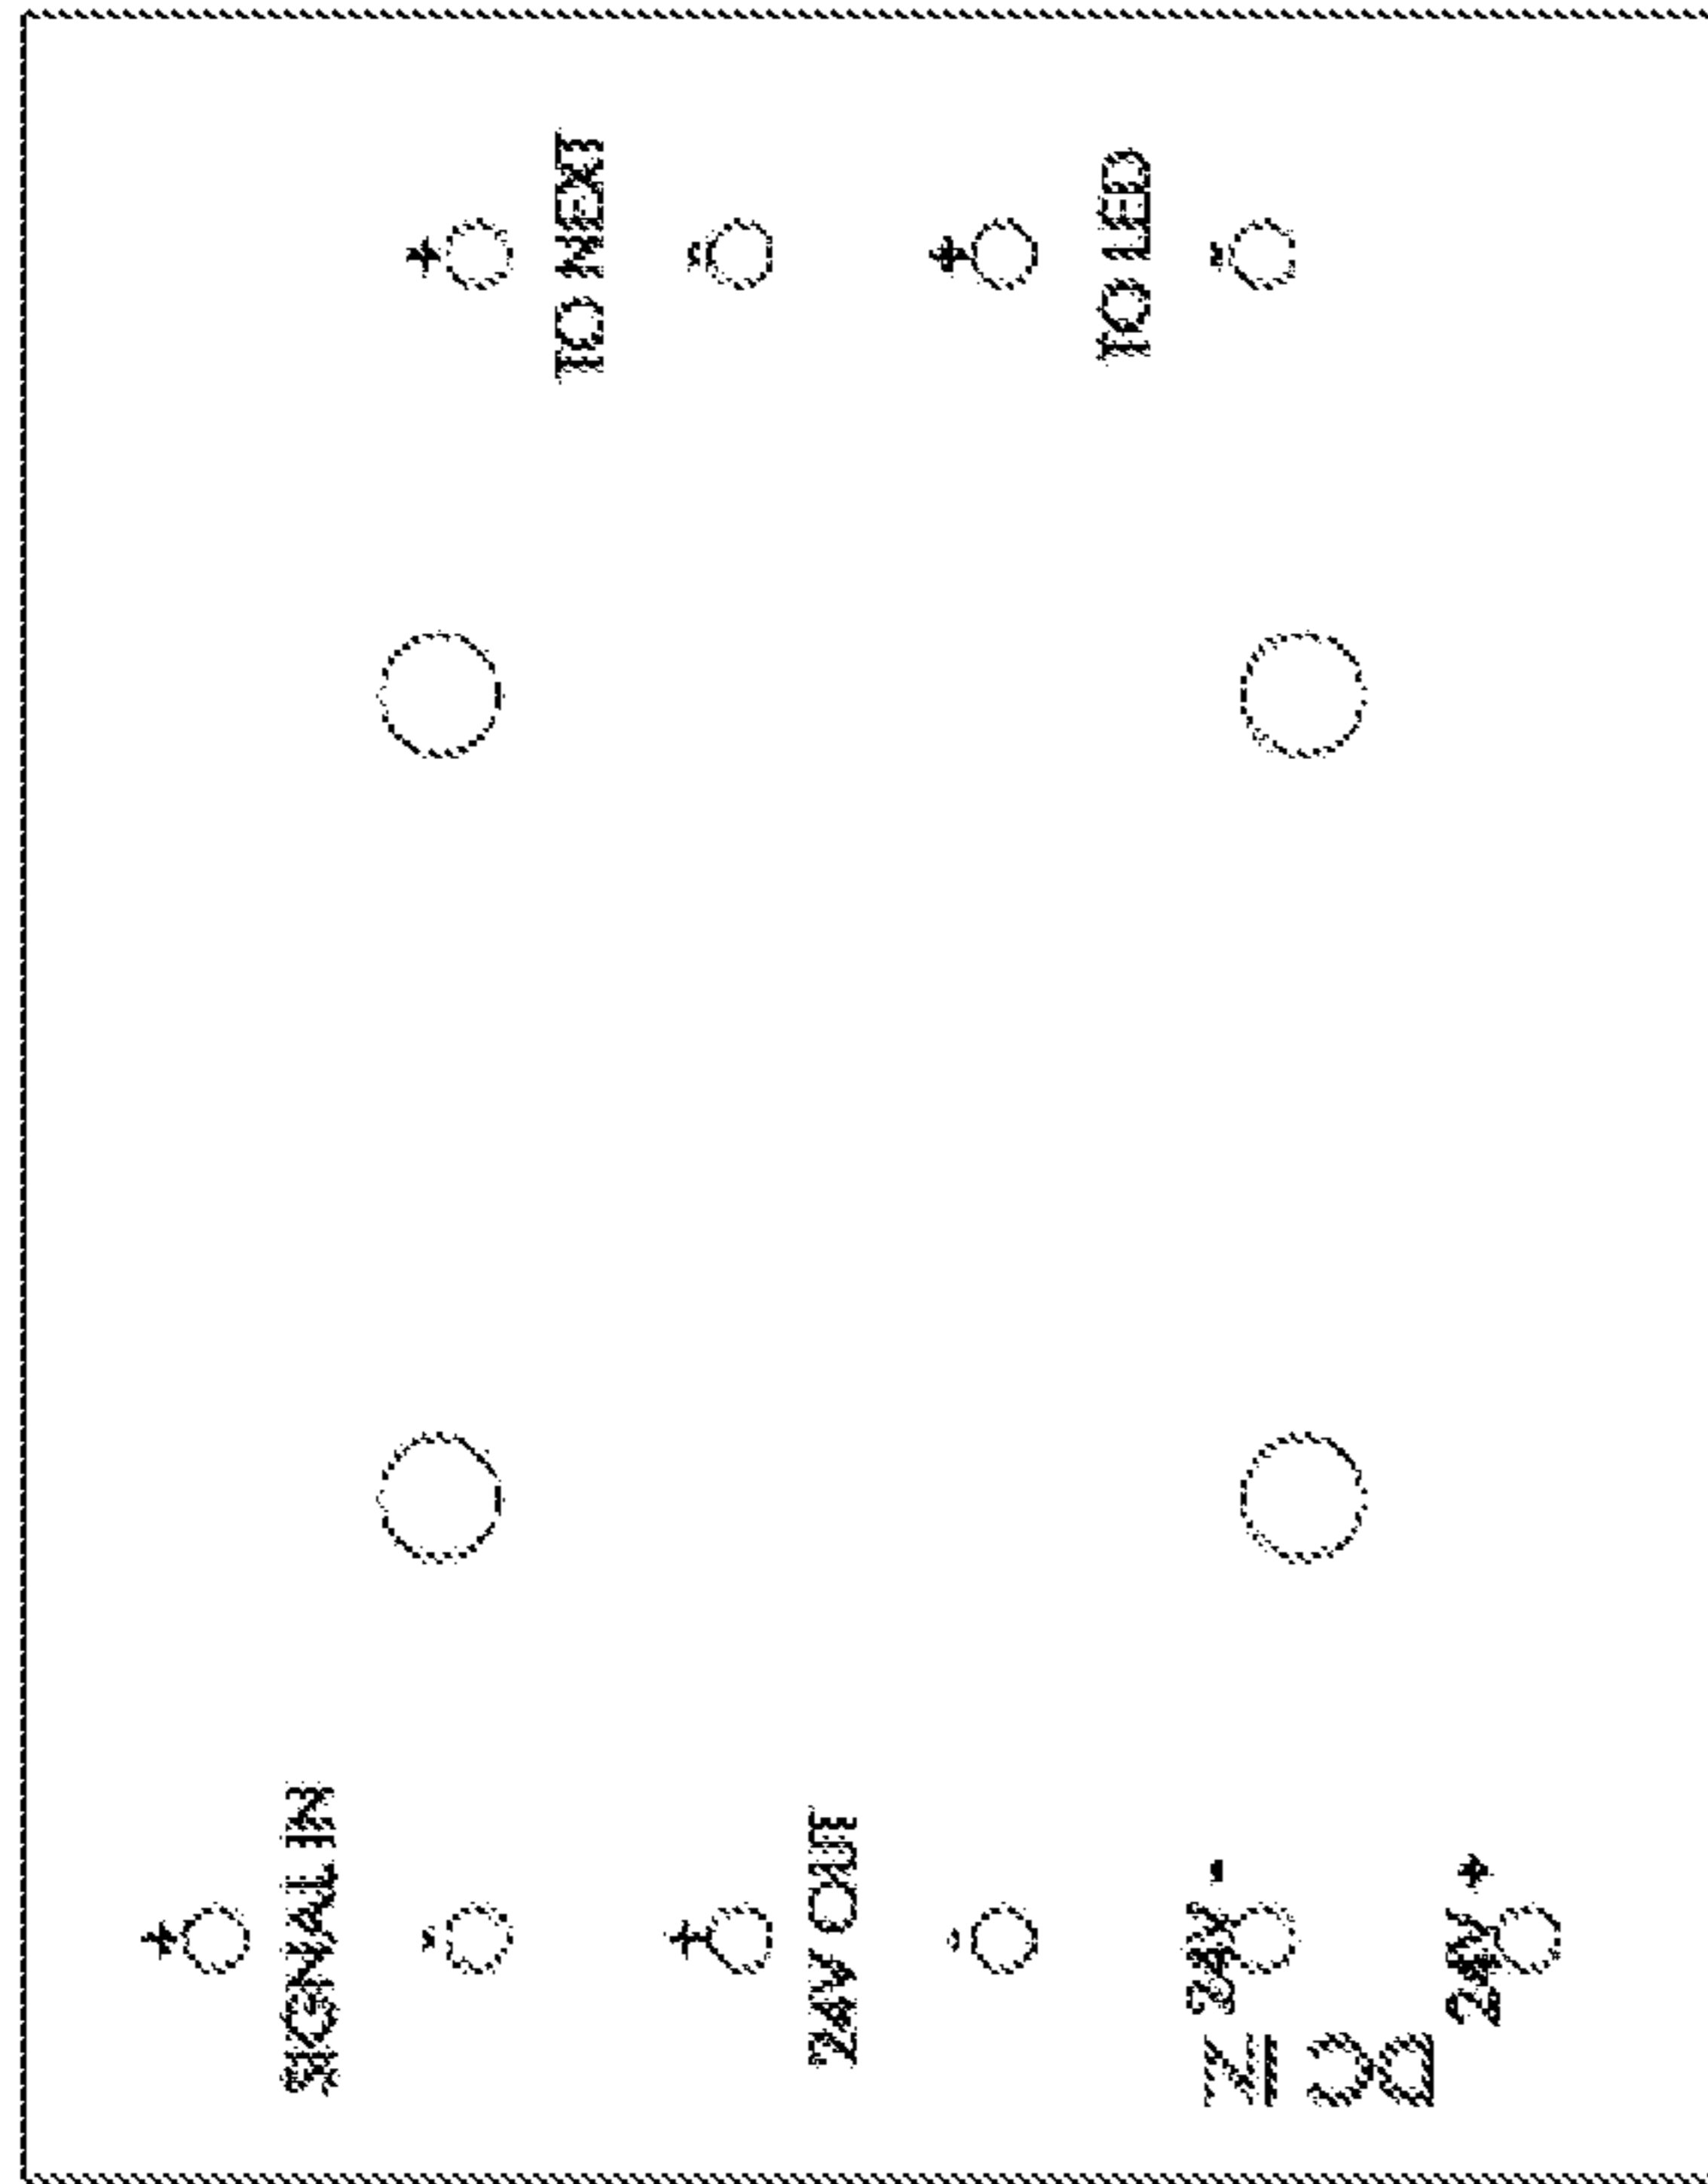 + TO NEXT -
+ TO LED -
+ SIGNAL IN -
+ 24V OUT -
24V -
24V +
DC IN